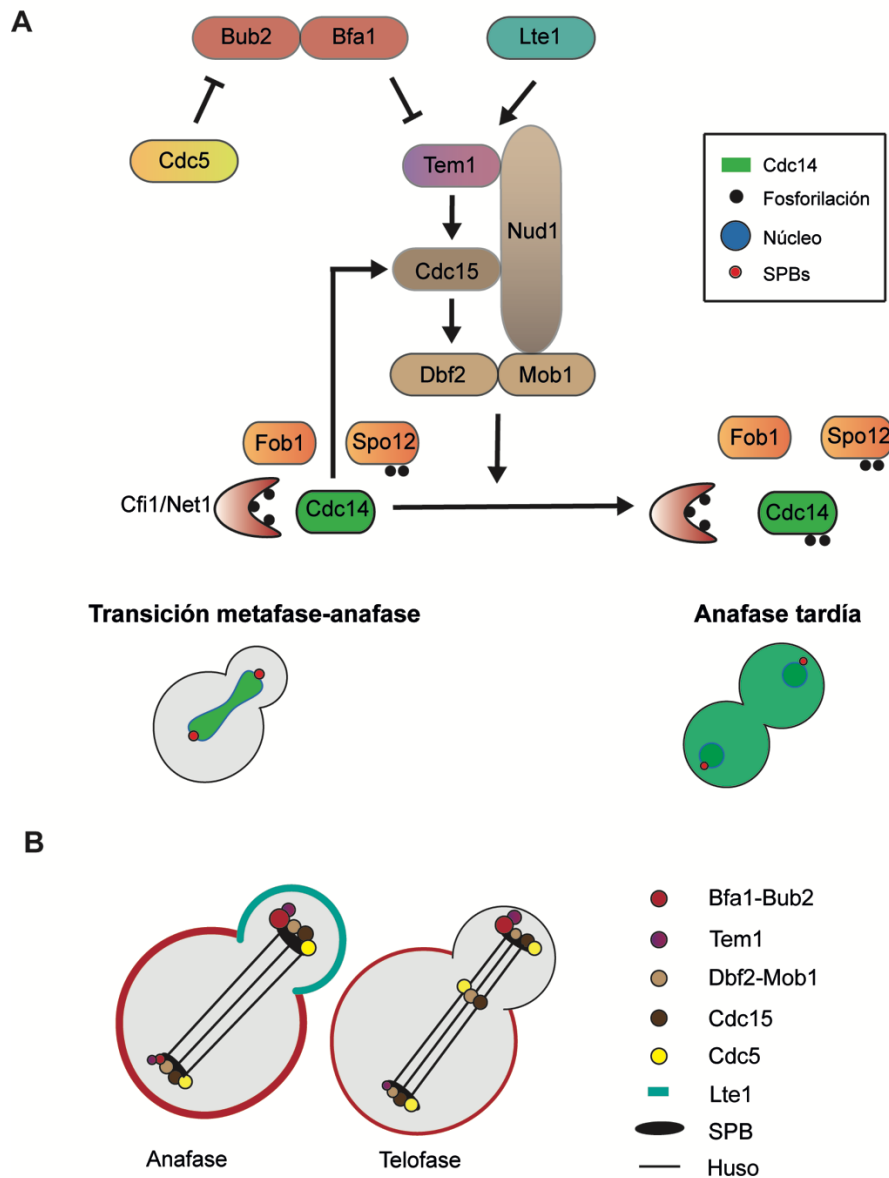 A
Bub2 Bfa1 Lte1
Cdc5
Tem1
Nud1
Cdc15
Dbf2 Mob1
Cdc14
Fosforilación
Núcleo
SPBs
Fob1 Spo12 Fob1 Spo12
Cfi1/Net1 Cdc14 Cdc14
Transición metafase-anafase Anafase tardía
B
Bfa1-Bub2
Tem1
Dbf2-Mob1
Cdc15
Cdc5
Lte1
SPB
Huso
Anafase Telofase